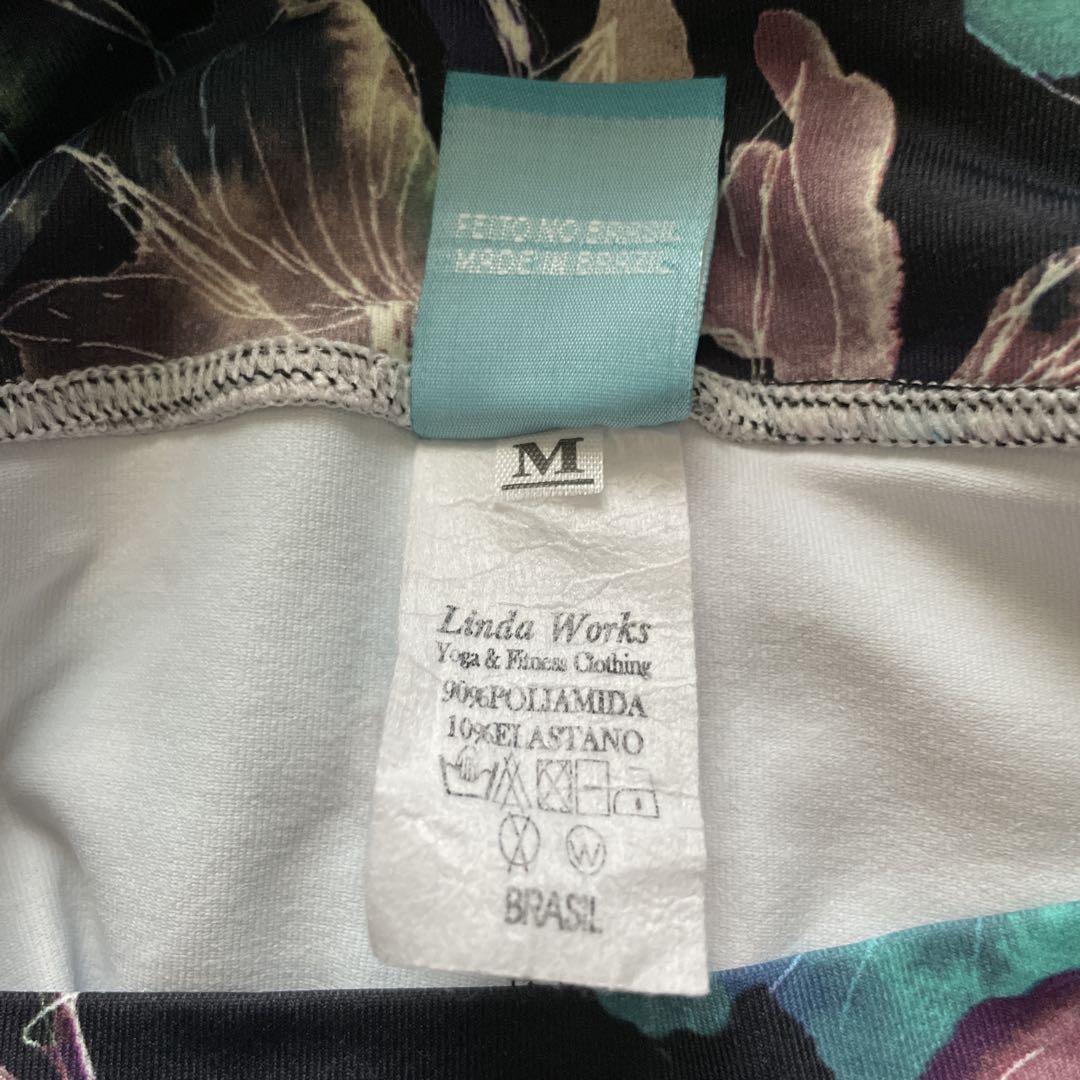 FEITO NO BRASIL
MADE IN BRAZIL
M
Linda Works
Yoga & Fitness Clothing
90%POLIAMIDA
10%ELASTANO
A
W
BRASIL